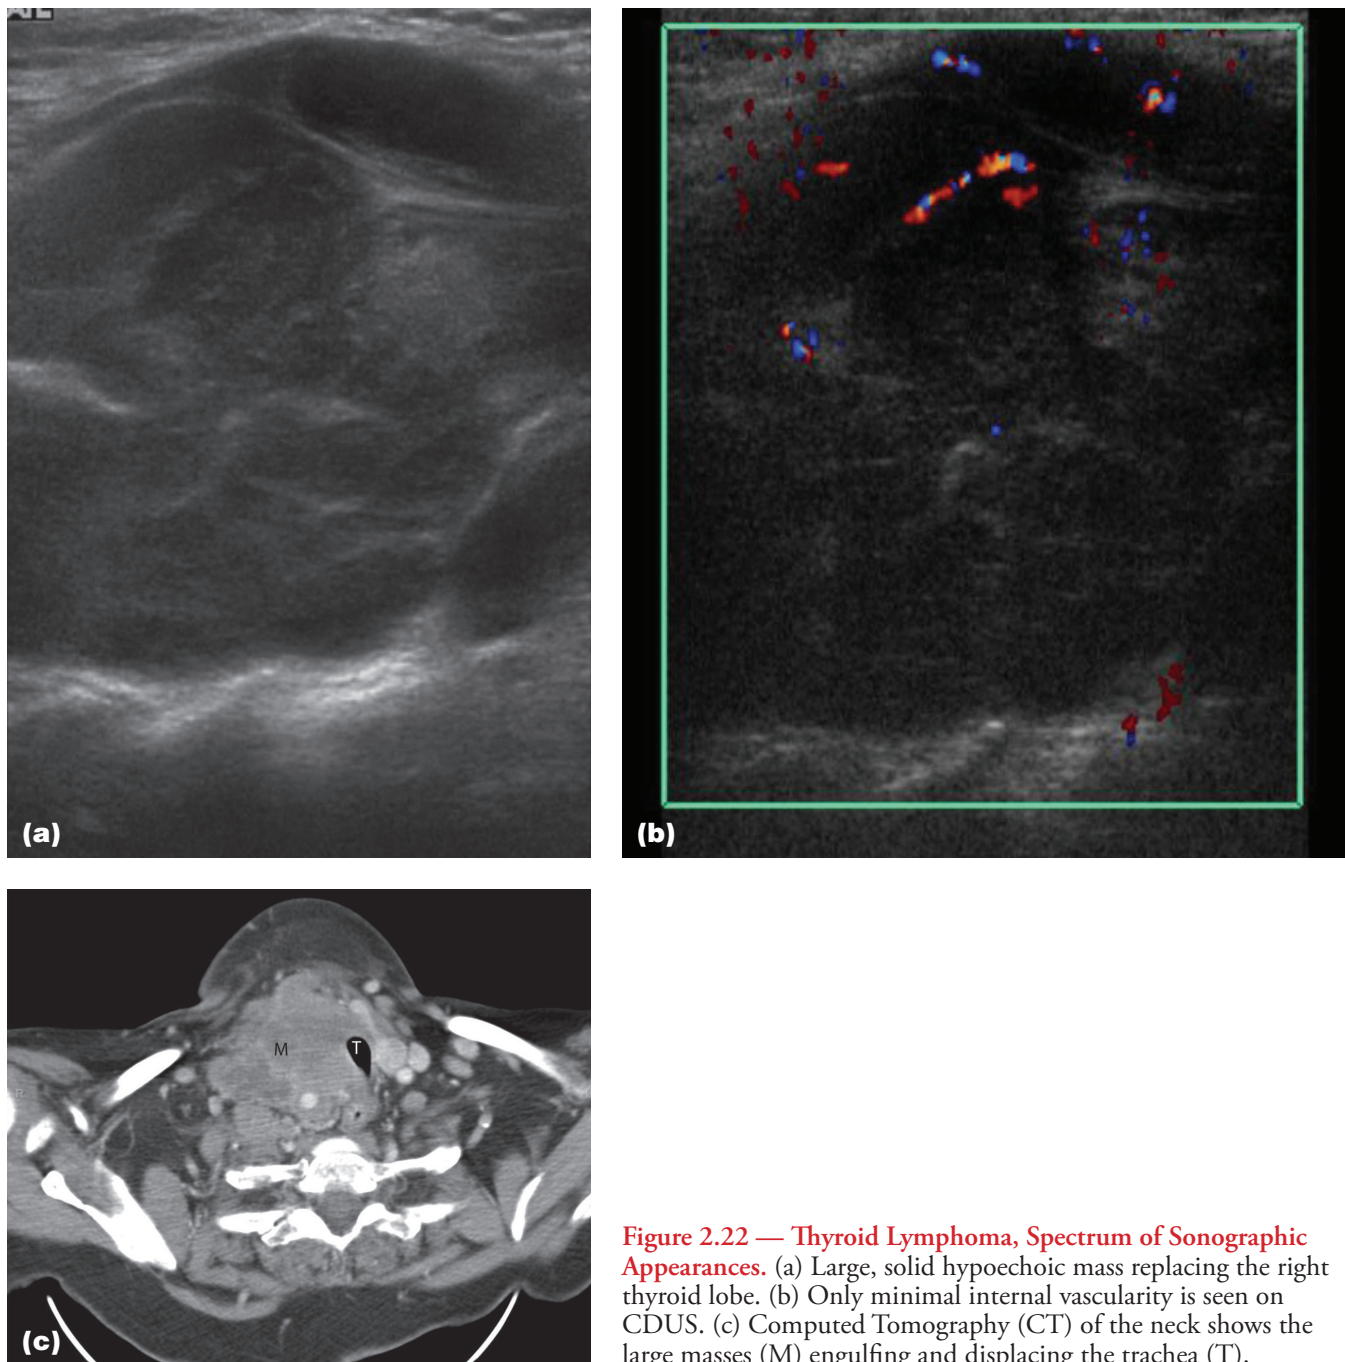 (a)
(b)
M
T
R
(c)
Figure 2.22 — Thyroid Lymphoma, Spectrum of Sonographic
Appearances. (a) Large, solid hypoechoic mass replacing the right
thyroid lobe. (b) Only minimal internal vascularity is seen on
CDUS. (c) Computed Tomography (CT) of the neck shows the
large masses (M) engulfing and displacing the trachea (T).